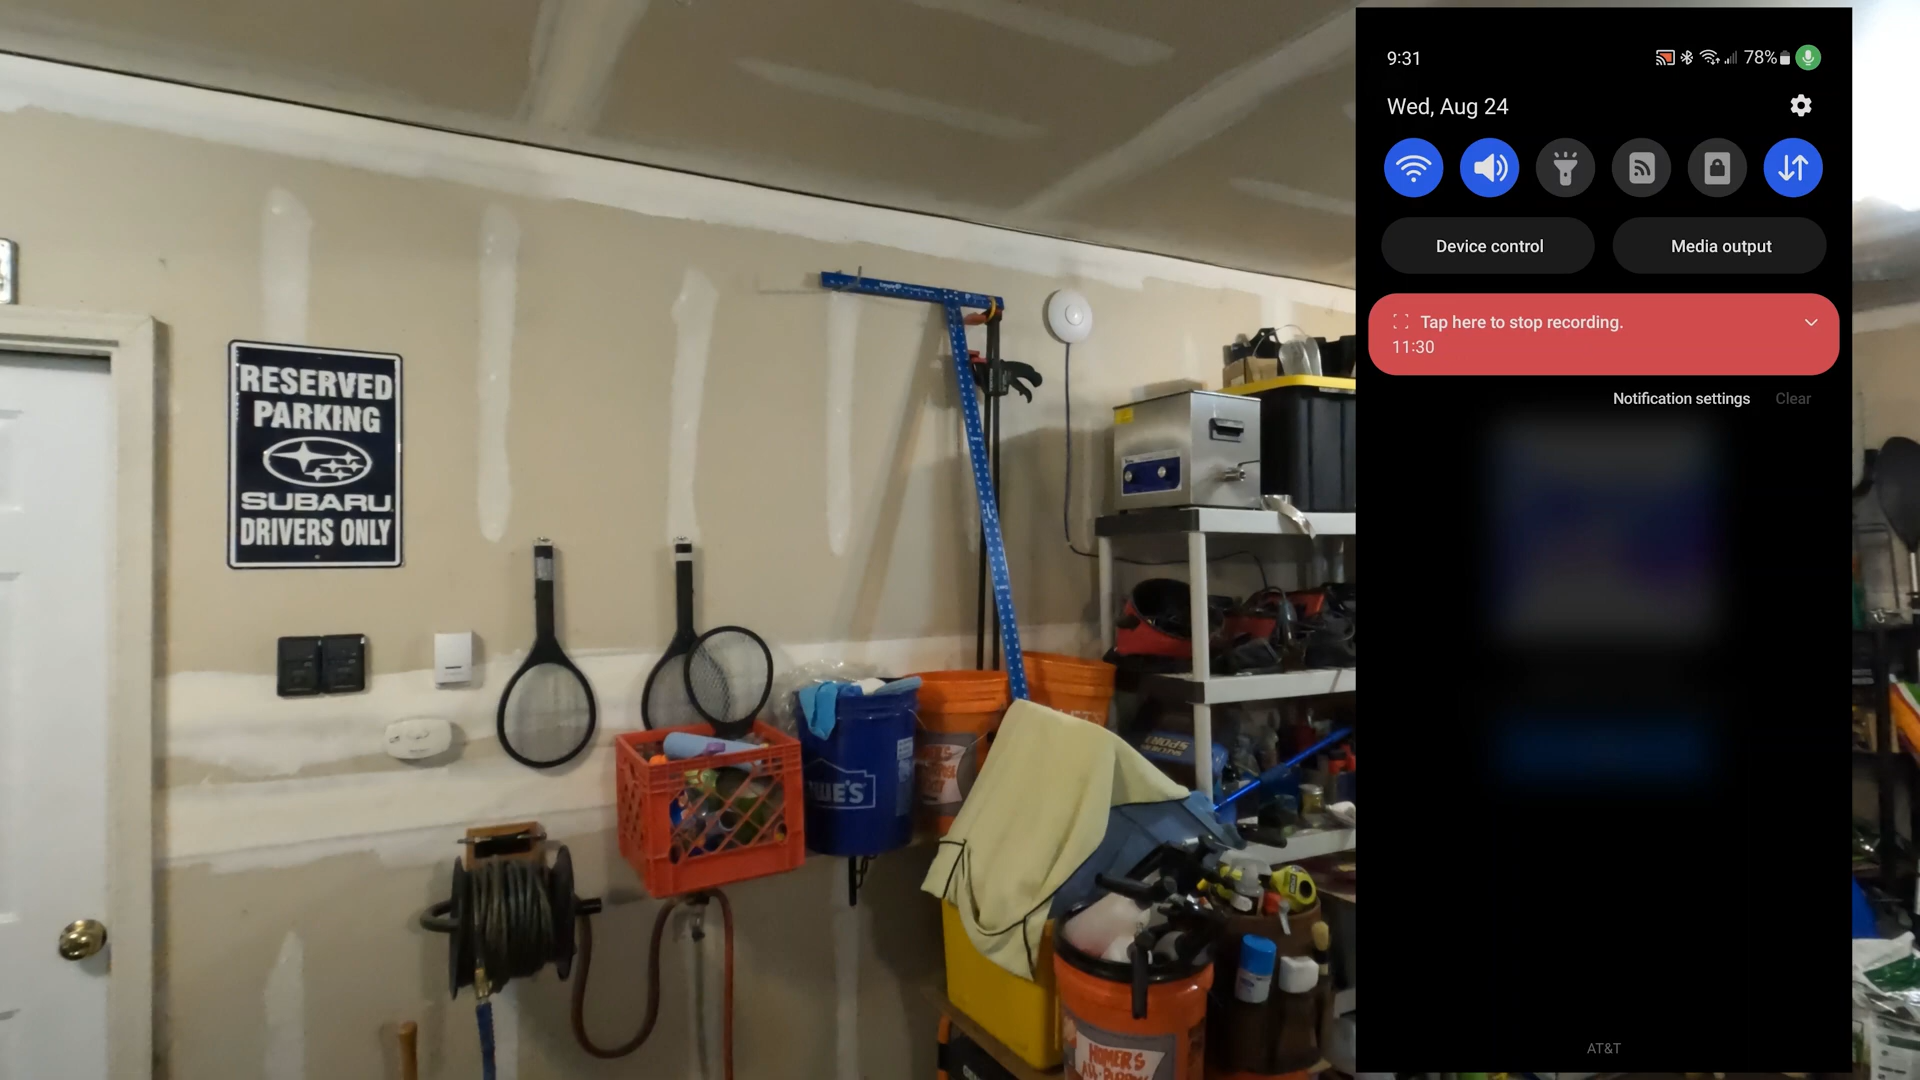 RESERVED
PARKING
SUBARU
DRIVERS ONLY
HOMER'S
9:31
78%
Wed, Aug 24
Device control
Media output
Tap here to stop recording.
11:30
Notification settings
Clear
AT&T